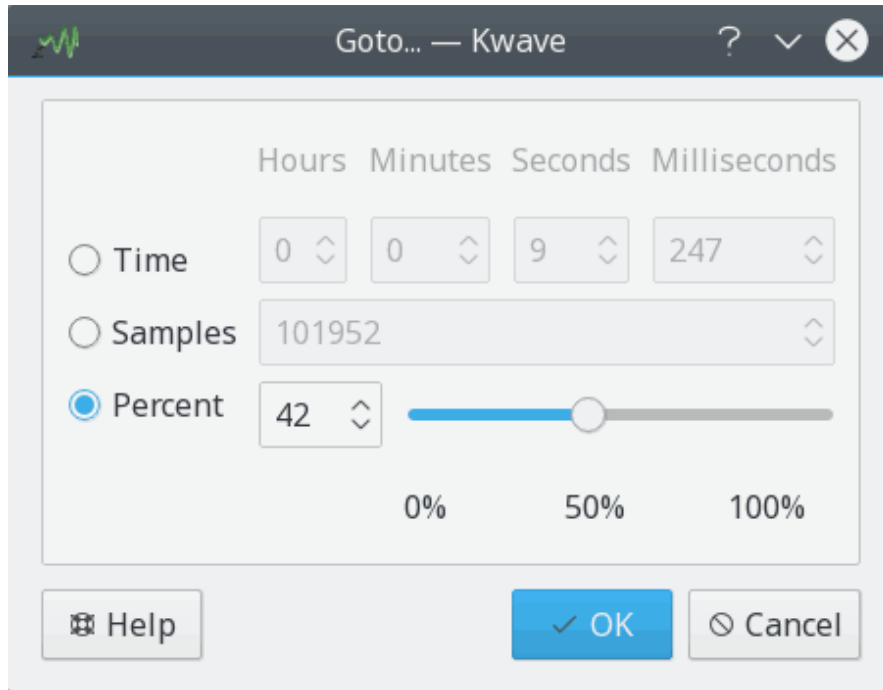 Goto... — Kwave ?
Hours Minutes Seconds Milliseconds
Time 0 0 9 247
Samples 101952
Percent 42
0% 50% 100%
Help OK Cancel